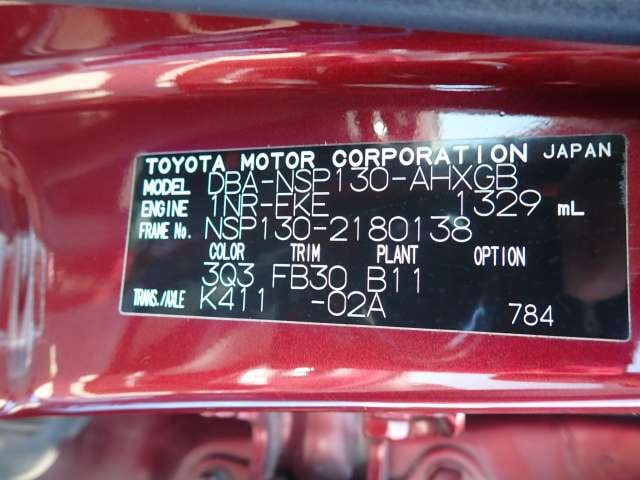 TOYOTA MOTOR CORPORATION JAPAN
MODEL DBA-NSP130-AHXGB
ENGINE 1NR-FKE 1329 mL
FRAME No. NSP130-2180138
COLOR TRIM PLANT OPTION
3Q3 FB30 B11
TRANS./AXLE K411 -02A
784